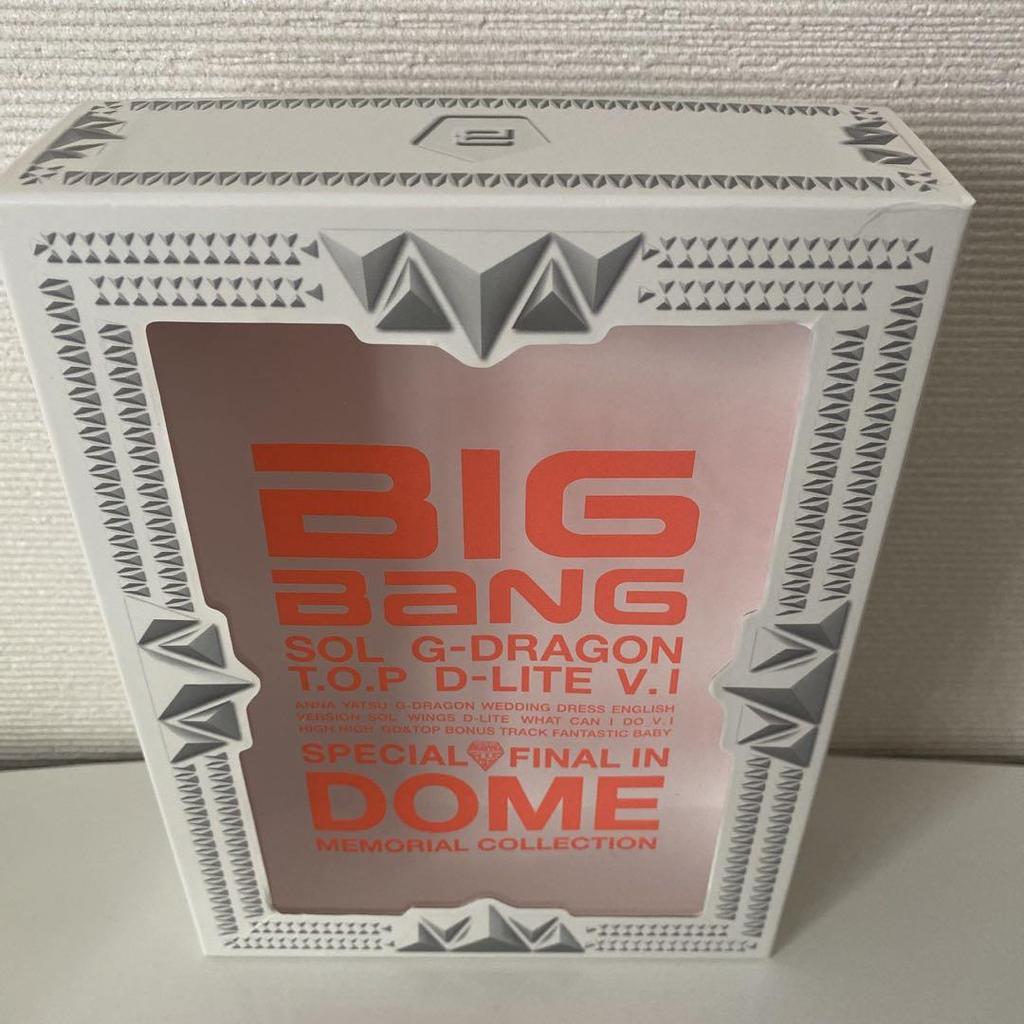 BIG
BaNG
SOL G-DRAGON
T.O.P D-LITE V.I
ANNA YATSU G-DRAGON WEDDING DRESS ENGLISH
VERSION SOL WINGS D-LITE WHAT CAN I DO V.I
HIGH HIGH GD&TOP BONUS TRACK FANTASTIC BABY
SPECIAL FINAL IN
DOME
MEMORIAL COLLECTION